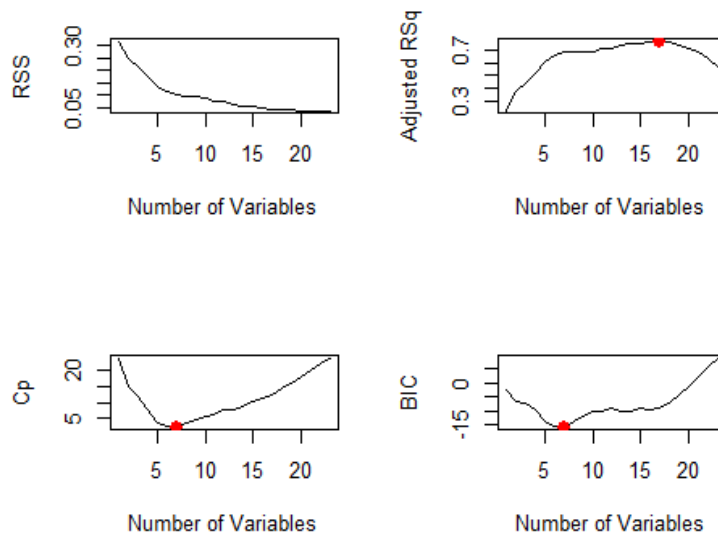 RSS
0.30
0.05
5 10 15 20
Number of Variables
Adjusted RSq
0.7
0.3
5 10 15 20
Number of Variables
Cp
20
5
5 10 15 20
Number of Variables
BIC
0
-15
5 10 15 20
Number of Variables